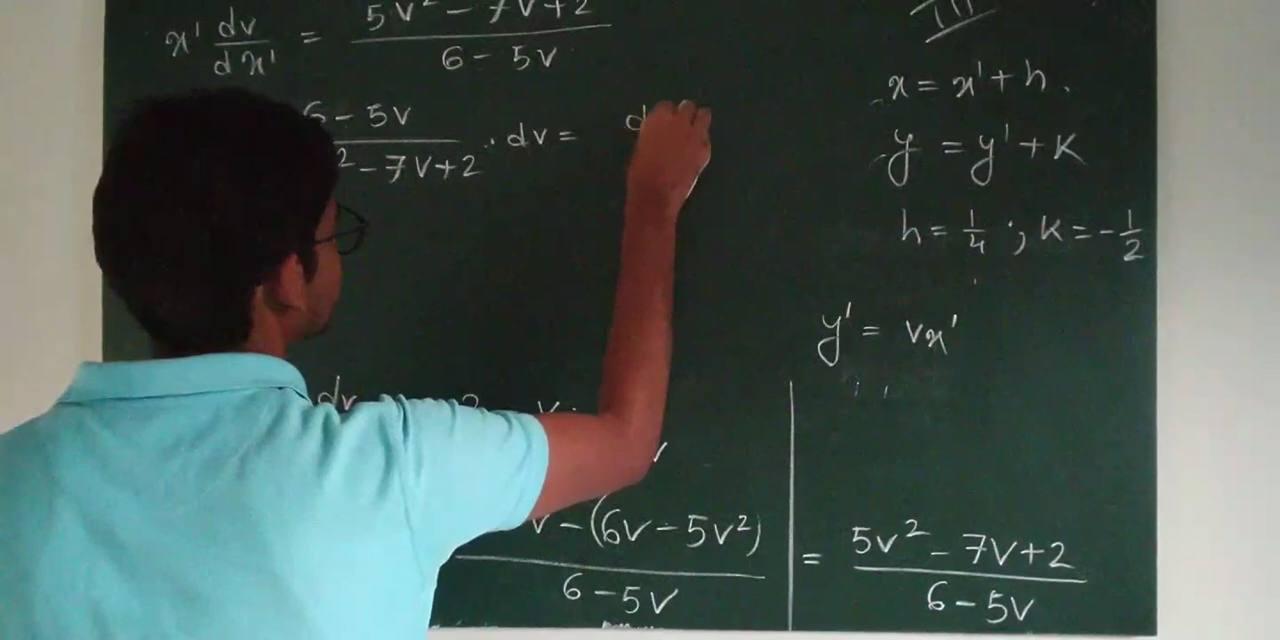 x' dv/dx' = 5v² - 7v+2 / 6 - 5v
6 - 5v / ² - 7v+2 . dv = d
dv
v - (6v - 5v²) / 6 - 5v = 5v² - 7v+2 / 6 - 5v
III
x = x' + h.
y = y' + K
h = 1/4 ; K = -1/2
y' = vx'